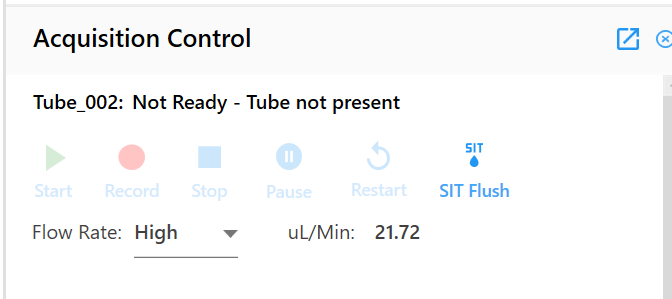 Acquisition Control
Tube_002: Not Ready - Tube not present
SIT
Start Record Stop Pause Restart SIT Flush
Flow Rate: High uL/Min: 21.72